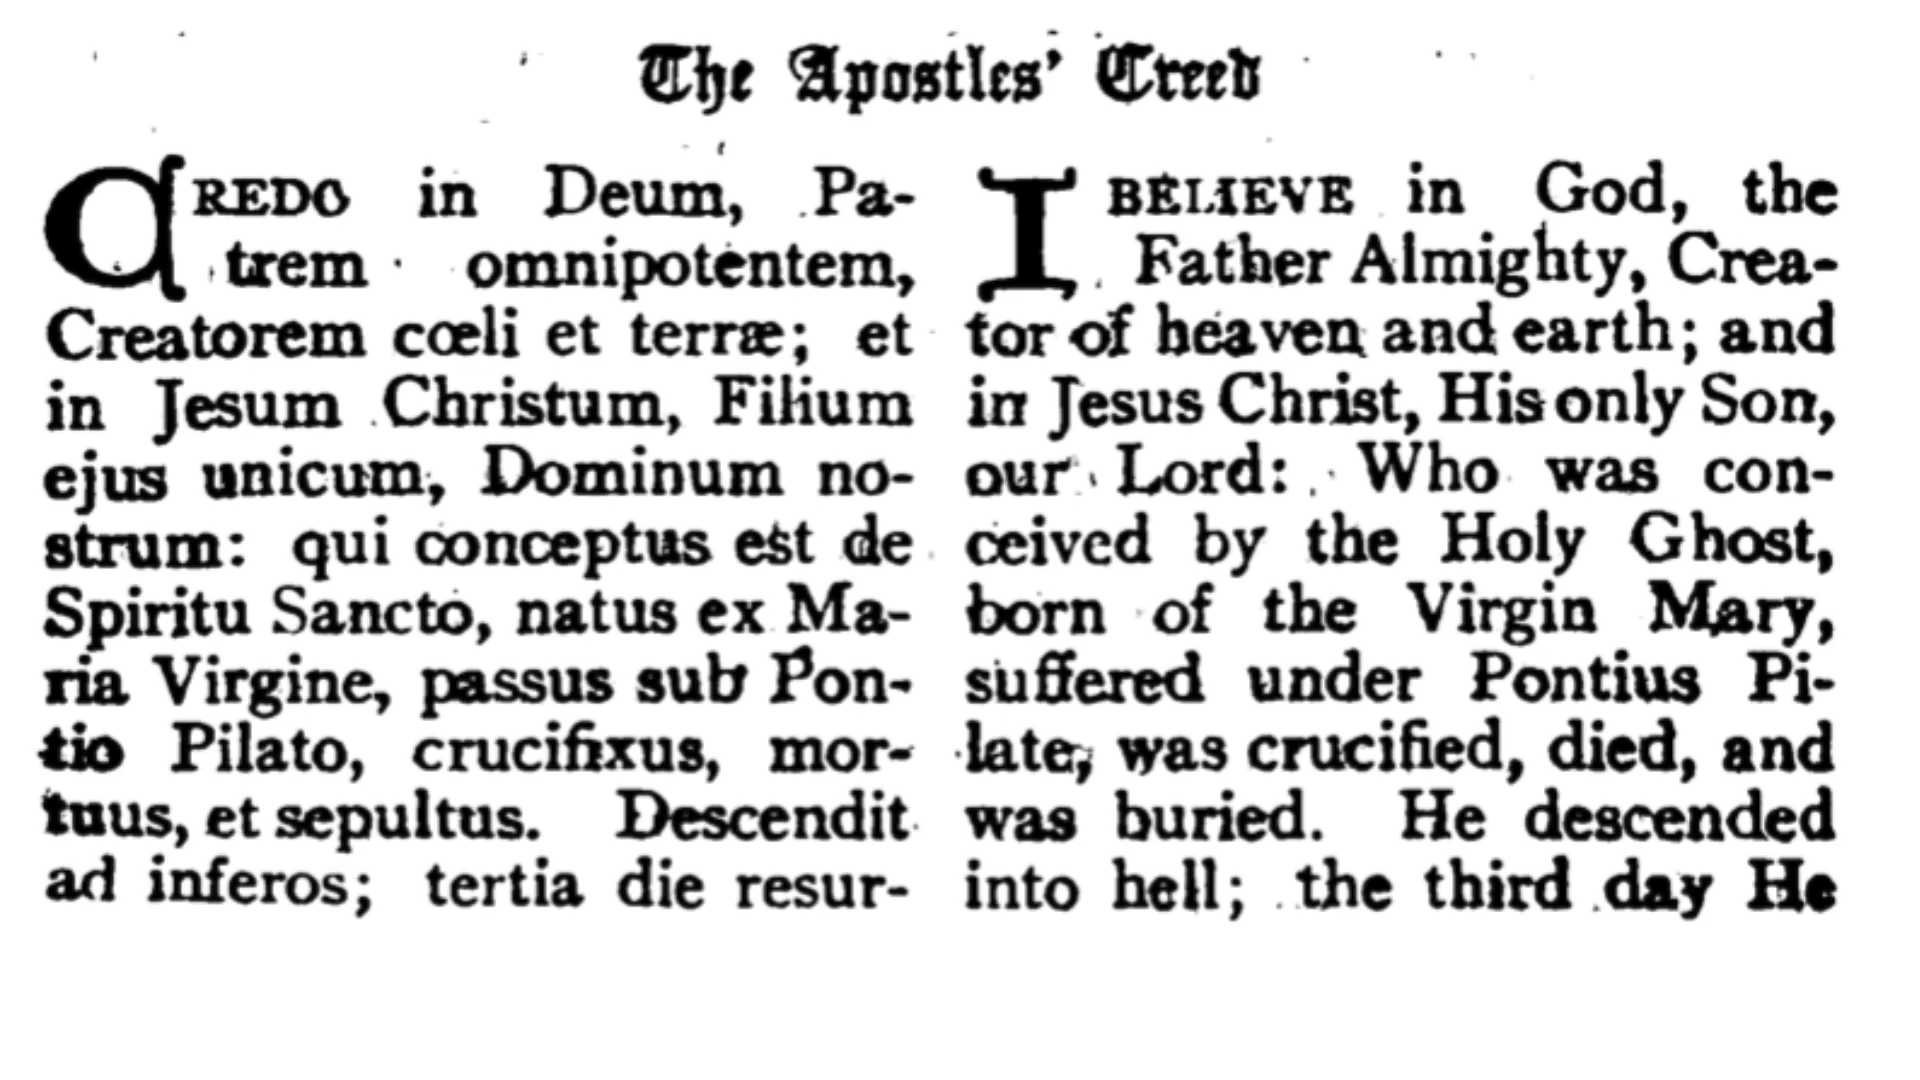 The Apostles' Creed
CREDO in Deum, Pa-
trem omnipotentem,
Creatorem cœli et terræ; et
in Jesum Christum, Filium
ejus unicum, Dominum no-
strum: qui conceptus est de
Spiritu Sancto, natus ex Ma-
ria Virgine, passus sub Pon-
tio Pilato, crucifixus, mor-
tuus, et sepultus. Descendit
ad inferos; tertia die resur-
I BELIEVE in God, the
Father Almighty, Crea-
tor of heaven and earth; and
in Jesus Christ, His only Son,
our Lord: Who was con-
ceived by the Holy Ghost,
born of the Virgin Mary,
suffered under Pontius Pi-
late, was crucified, died, and
was buried. He descended
into hell; the third day He